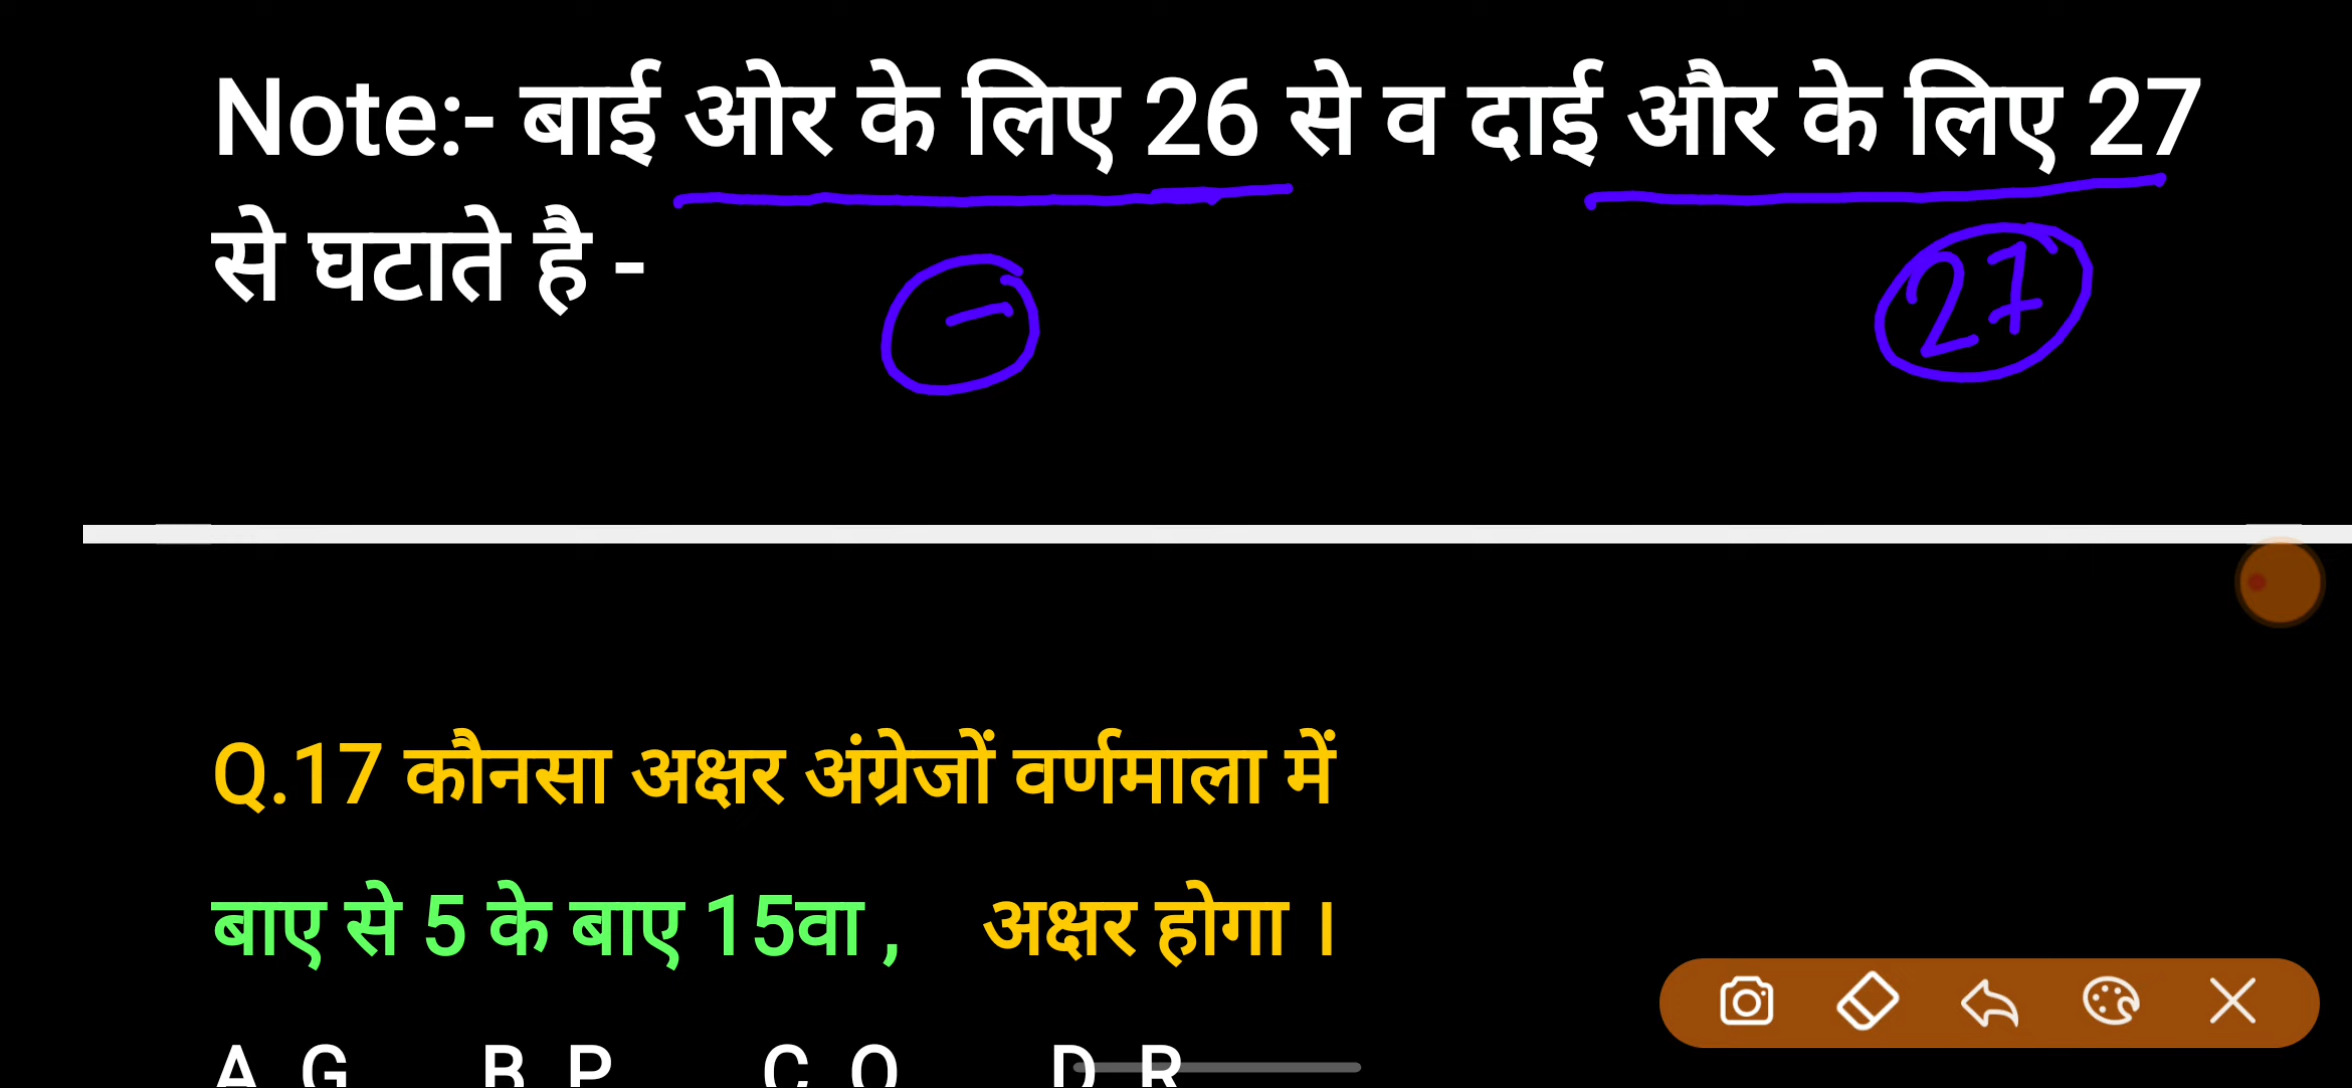 Note:- बाई ओर के लिए 26 से व दाई और के लिए 27
से घटाते है -
27
Q.17 कौनसा अक्षर अंग्रेजों वर्णमाला में
बाए से 5 के बाए 15वा , अक्षर होगा ।
A G B P C O D R